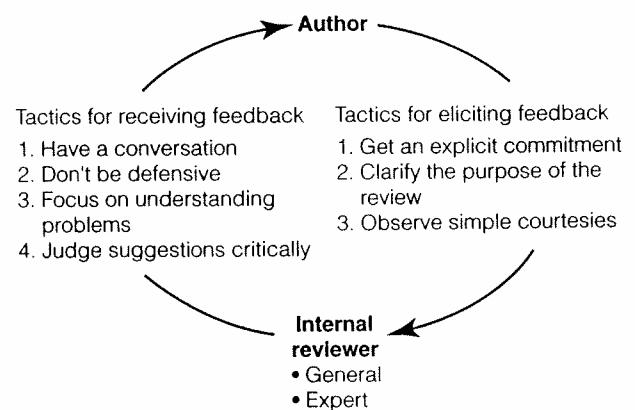 Author
Tactics for receiving feedback
1. Have a conversation
2. Don't be defensive
3. Focus on understanding
problems
4. Judge suggestions critically
Tactics for eliciting feedback
1. Get an explicit commitment
2. Clarify the purpose of the
review
3. Observe simple courtesies
Internal
reviewer
• General
• Expert